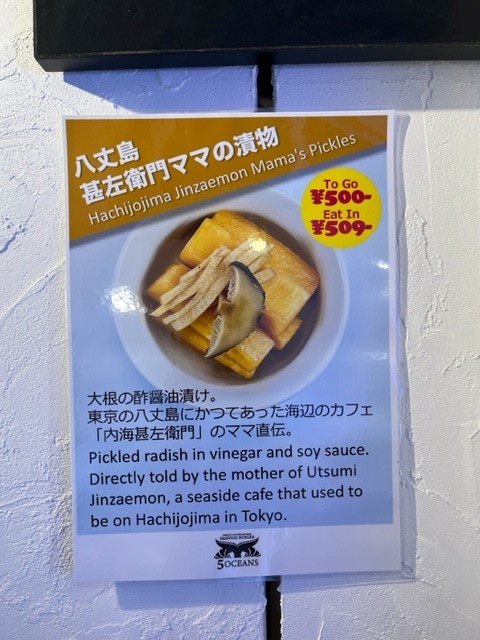 八丈島
甚左衛門ママの漬物
Hachijojima Jinzaemon Mama's Pickles
To Go
¥500-
Eat In
¥509-
大根の酢醤油漬け。
東京の八丈島にかつてあった海辺のカフェ
「内海甚左衛門」のママ直伝。
Pickled radish in vinegar and soy sauce.
Directly told by the mother of Utsumi
Jinzaemon, a seaside cafe that used to
be on Hachijojima in Tokyo.
SEAFOOD BURGER
5OCEANS